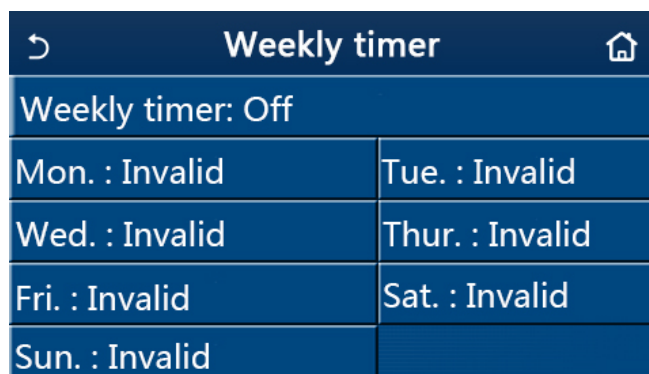 Weekly timer
Weekly timer: Off
Mon. : Invalid
Tue. : Invalid
Wed. : Invalid
Thur. : Invalid
Fri. : Invalid
Sat. : Invalid
Sun. : Invalid